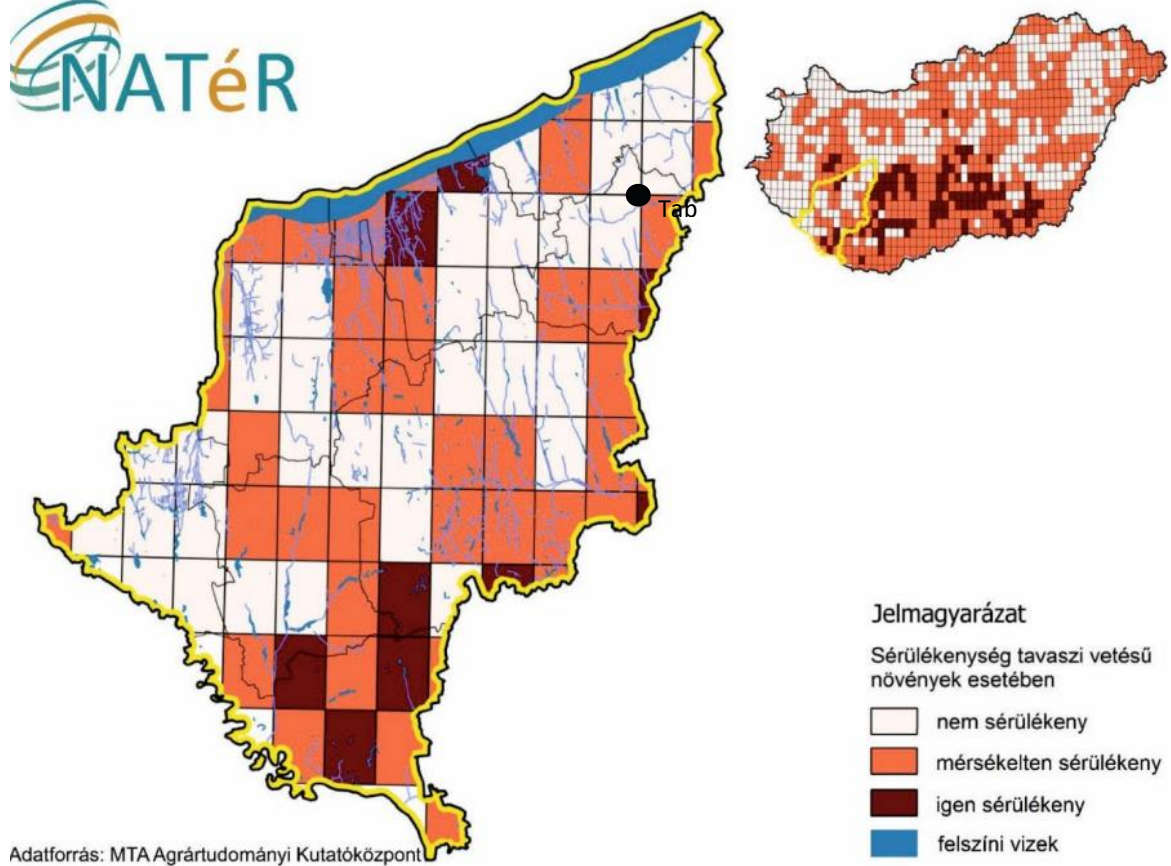 NATéR
Tab
Jelmagyarázat
Sérülékenység tavaszi vetésű
növények esetében
nem sérülékeny
mérsékelten sérülékeny
igen sérülékeny
felszíni vizek
Adatforrás: MTA Agrártudományi Kutatóközpont